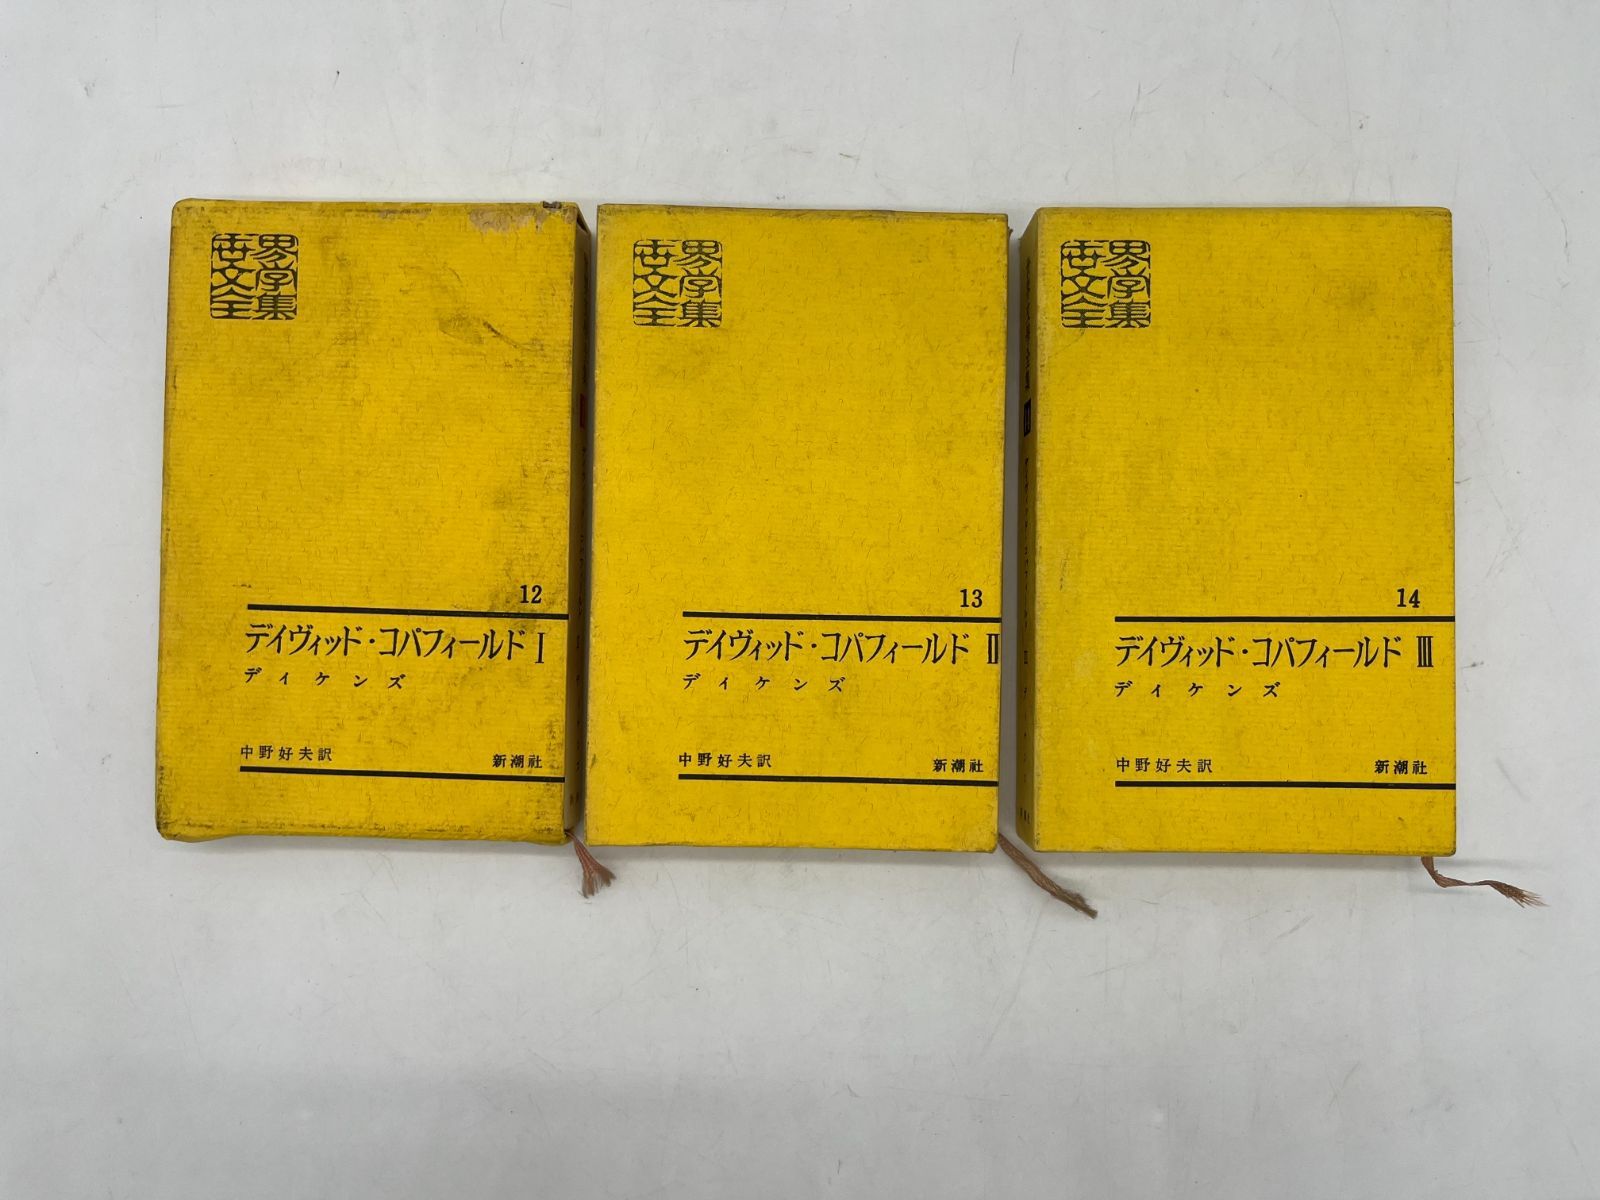 世界
文学
全集
12
デイヴィッド・コパフィールド I
ディケンズ
中野好夫訳 新潮社
世界
文学
全集
13
デイヴィッド・コパフィールド II
ディケンズ
中野好夫訳 新潮社
世界
文学
全集
14
デイヴィッド・コパフィールド III
ディケンズ
中野好夫訳 新潮社